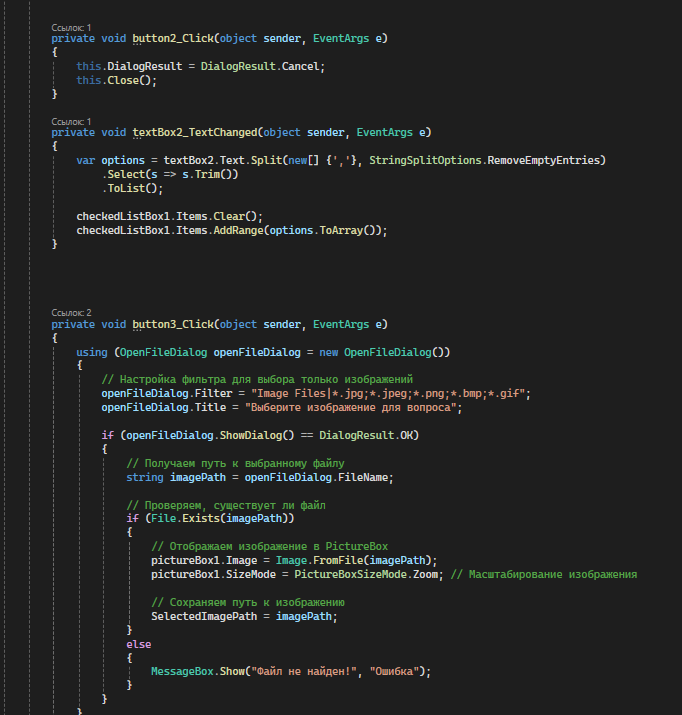 Ссылок: 1
private void button2_Click(object sender, EventArgs e)
{
this.DialogResult = DialogResult.Cancel;
this.Close();
}
Ссылок: 1
private void textBox2_TextChanged(object sender, EventArgs e)
{
var options = textBox2.Text.Split(new[] {','}, StringSplitOptions.RemoveEmptyEntries)
.Select(s => s.Trim())
.ToList();
checkedListBox1.Items.Clear();
checkedListBox1.Items.AddRange(options.ToArray());
}
Ссылок: 2
private void button3_Click(object sender, EventArgs e)
{
using (OpenFileDialog openFileDialog = new OpenFileDialog())
{
// Настройка фильтра для выбора только изображений
openFileDialog.Filter = "Image Files|*.jpg;*.jpeg;*.png;*.bmp;*.gif";
openFileDialog.Title = "Выберите изображение для вопроса";
if (openFileDialog.ShowDialog() == DialogResult.OK)
{
// Получаем путь к выбранному файлу
string imagePath = openFileDialog.FileName;
// Проверяем, существует ли файл
if (File.Exists(imagePath))
{
// Отображаем изображение в PictureBox
pictureBox1.Image = Image.FromFile(imagePath);
pictureBox1.SizeMode = PictureBoxSizeMode.Zoom; // Масштабирование изображения
// Сохраняем путь к изображению
SelectedImagePath = imagePath;
}
else
{
MessageBox.Show("Файл не найден!", "Ошибка");
}
}
}